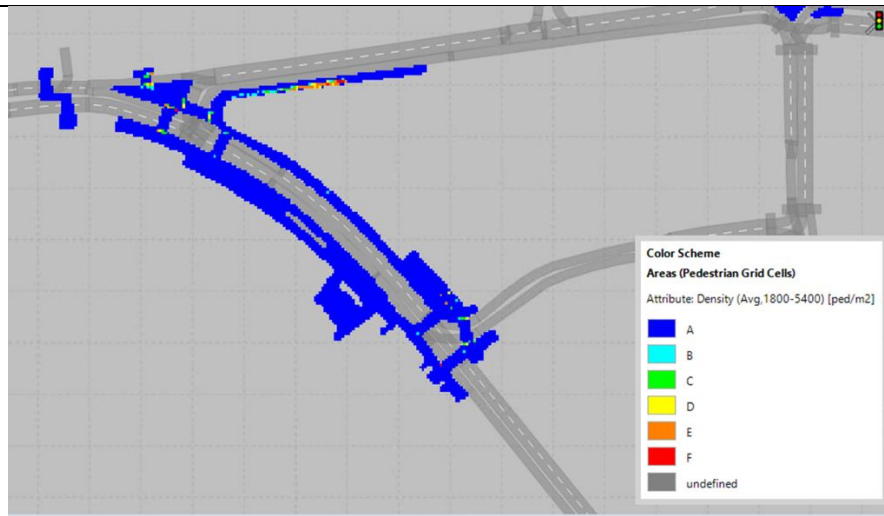 Color Scheme
Areas (Pedestrian Grid Cells)
Attribute: Density (Avg,1800-5400) [ped/m2]
A
B
C
D
E
F
undefined